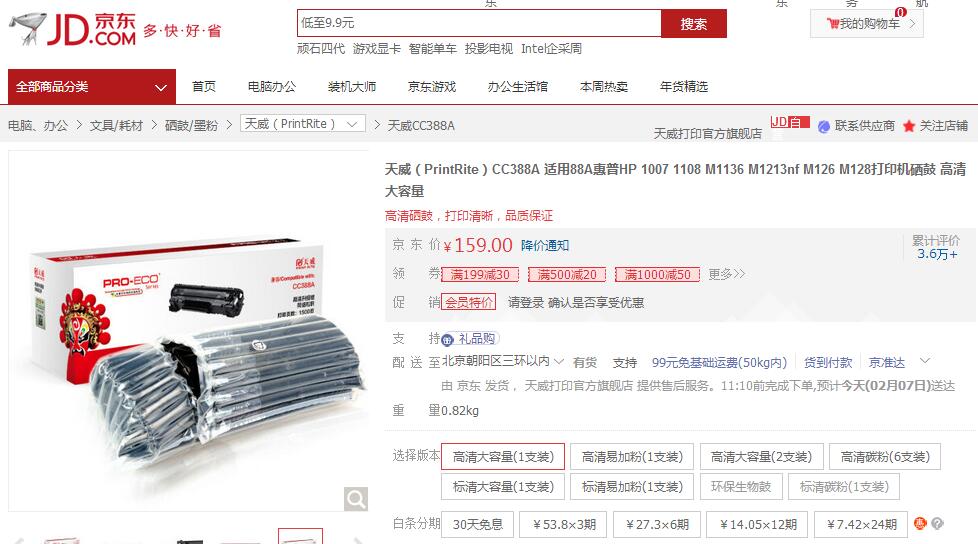 东 东 务 航
JD.COM 京东 多·快·好·省
低至9.9元 搜索
0 我的购物车
顽石四代 游戏显卡 智能单车 投影电视 Intel企采周
全部商品分类 首页 电脑办公 装机大师 京东游戏 办公生活馆 本周热卖 年货精选
电脑、办公 > 文具/耗材 > 硒鼓/墨粉 > 天威（PrintRite） > 天威CC388A
天威打印官方旗舰店 JD自 联系供应商 关注店铺
天威（PrintRite）CC388A 适用88A惠普HP 1007 1108 M1136 M1213nf M126 M128打印机硒鼓 高清
大容量
高清硒鼓，打印清晰，品质保证
京东价 ￥159.00 降价通知
累计评价
3.6万+
领券 满199减30 满500减20 满1000减50 更多>>
促销 会员特价 请登录 确认是否享受优惠
支持 礼品购
配送至 北京朝阳区三环以内 有货 支持 99元免基础运费(50kg内) 货到付款 京准达
由 京东 发货， 天威打印官方旗舰店 提供售后服务。11:10前完成下单,预计今天(02月07日)送达
重量 0.82kg
选择版本 高清大容量(1支装) 高清易加粉(1支装) 高清大容量(2支装) 高清碳粉(6支装)
标清大容量(1支装) 标清易加粉(1支装) 环保生物鼓 标清碳粉(1支装)
白条分期 30天免息 ￥53.8×3期 ￥27.3×6期 ￥14.05×12期 ￥7.42×24期 惠 ?
天威
PRO-ECO
Series
兼容/Compatible with:
CC388A